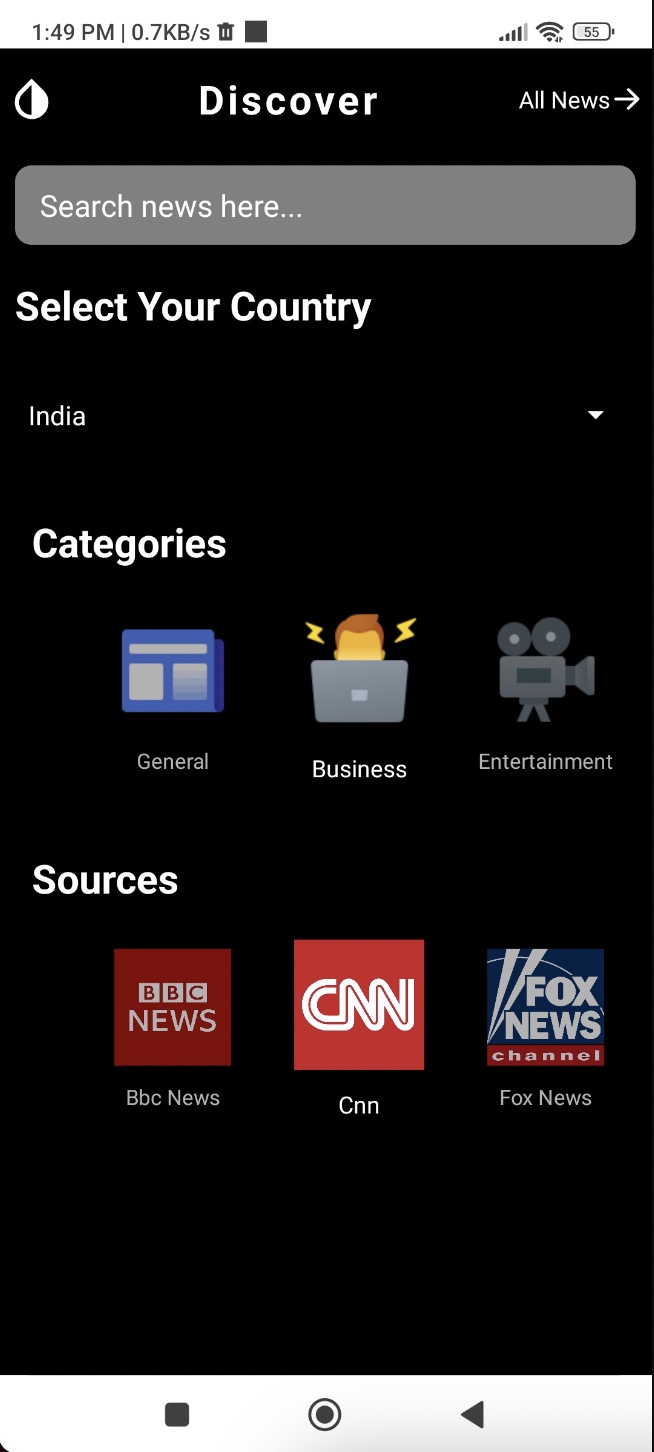 1:49 PM | 0.7KB/s
55
Discover
All News
Search news here...
Select Your Country
India
Categories
General
Business
Entertainment
Sources
BBC
NEWS
CNN
FOX
NEWS
channel
Bbc News
Cnn
Fox News